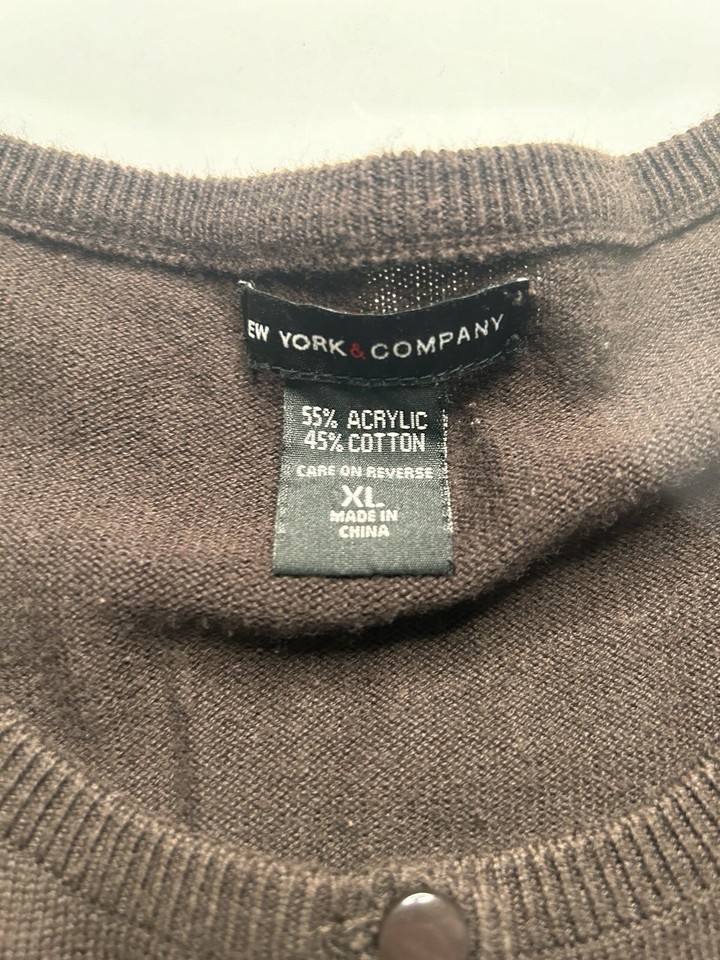 EW YORK & COMPANY
55% ACRYLIC
45% COTTON
CARE ON REVERSE
XL
MADE IN
CHINA